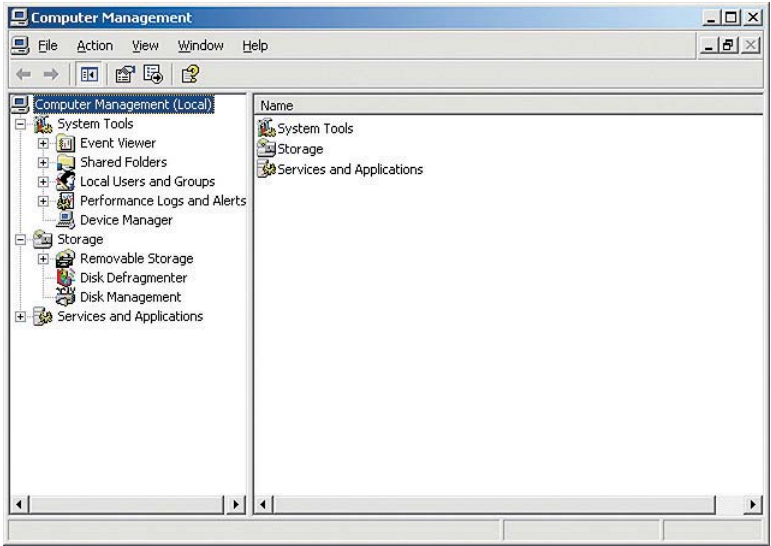 Computer Management
File Action View Window Help
Computer Management (Local)
System Tools
Event Viewer
Shared Folders
Local Users and Groups
Performance Logs and Alerts
Device Manager
Storage
Removable Storage
Disk Defragmenter
Disk Management
Services and Applications
Name
System Tools
Storage
Services and Applications